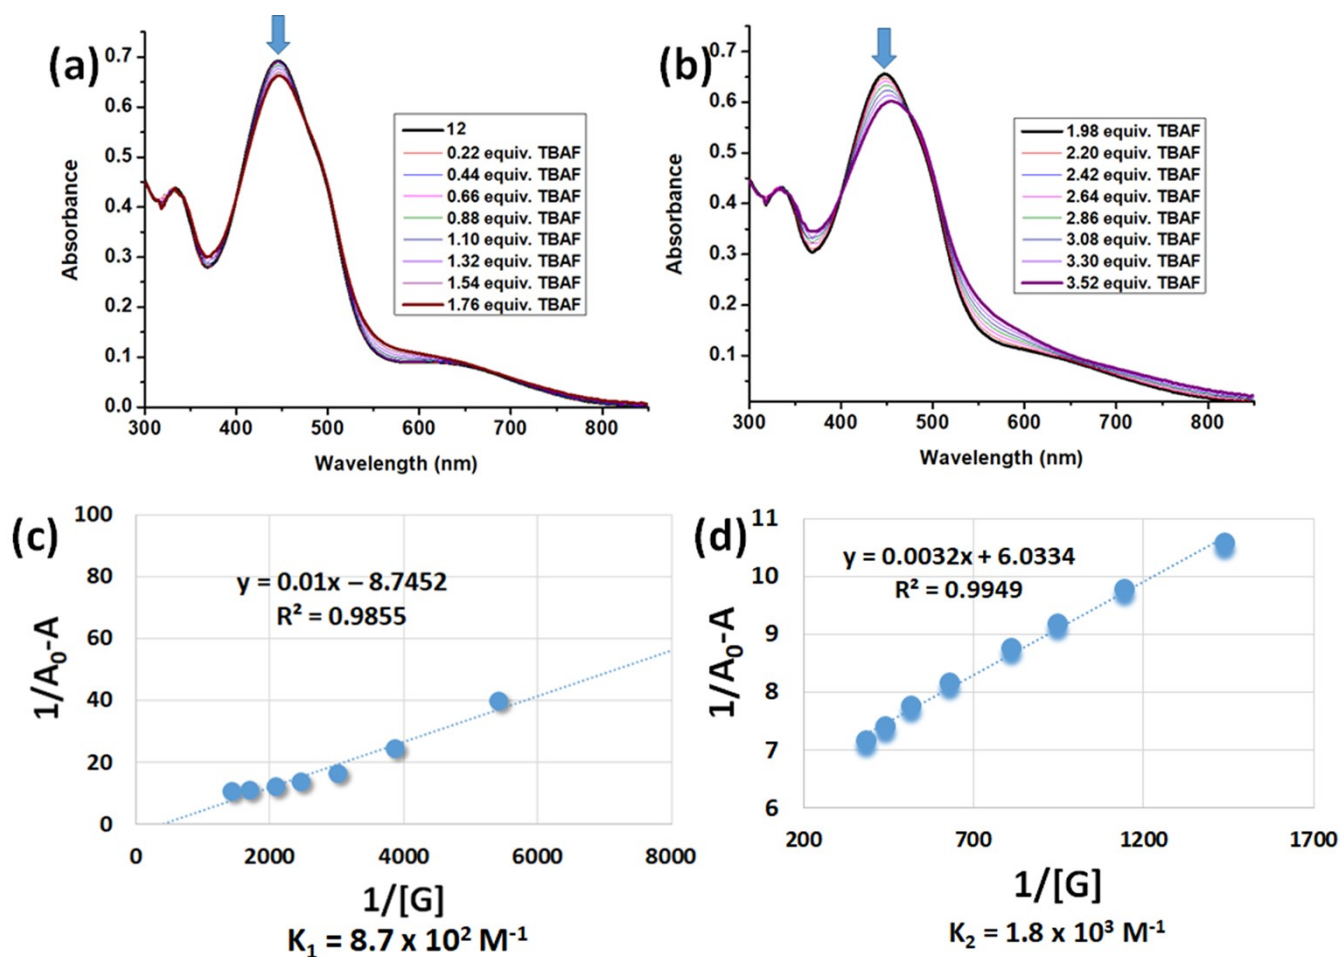 (a)
0.7
0.6
0.5
0.4
0.3
0.2
0.1
0.0
Absorbance
12
0.22 equiv. TBAF
0.44 equiv. TBAF
0.66 equiv. TBAF
0.88 equiv. TBAF
1.10 equiv. TBAF
1.32 equiv. TBAF
1.54 equiv. TBAF
1.76 equiv. TBAF
300 400 500 600 700 800
Wavelength (nm)
(b)
0.7
0.6
0.5
0.4
0.3
0.2
0.1
Absorbance
1.98 equiv. TBAF
2.20 equiv. TBAF
2.42 equiv. TBAF
2.64 equiv. TBAF
2.86 equiv. TBAF
3.08 equiv. TBAF
3.30 equiv. TBAF
3.52 equiv. TBAF
300 400 500 600 700 800
Wavelength (nm)
(c)
100
80
60
40
20
0
1/A₀-A
y = 0.01x – 8.7452
R² = 0.9855
0 2000 4000 6000 8000
1/[G]
K₁ = 8.7 x 10² M⁻¹
(d)
11
10
9
8
7
6
1/A₀-A
y = 0.0032x + 6.0334
R² = 0.9949
200 700 1200 1700
1/[G]
K₂ = 1.8 x 10³ M⁻¹